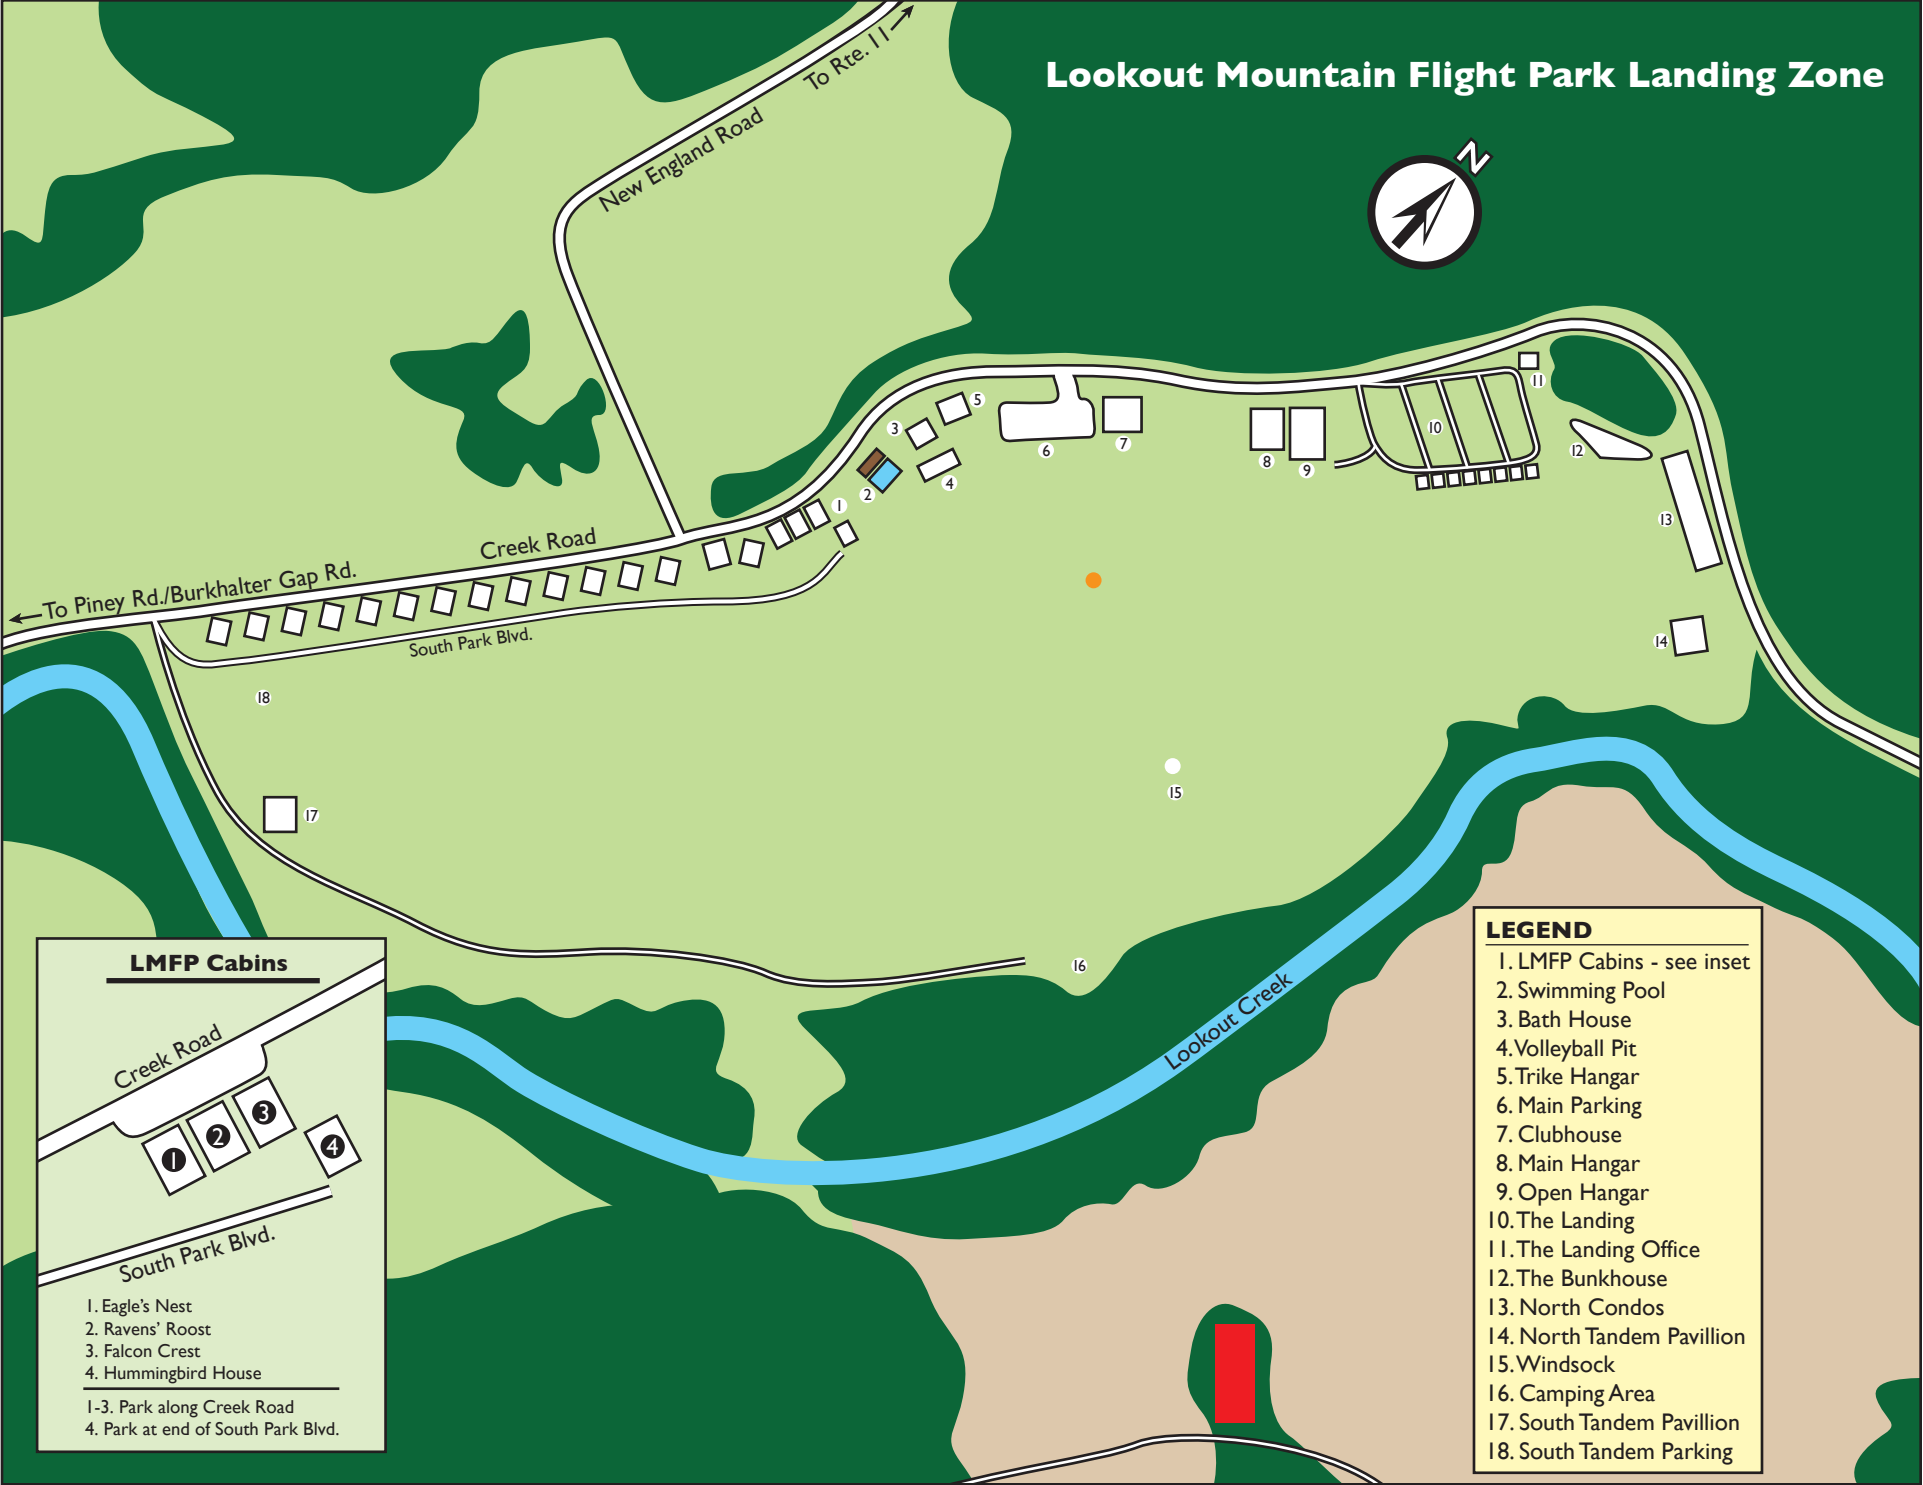 Lookout Mountain Flight Park Landing Zone
N
To Rte. 11
New England Road
Creek Road
To Piney Rd./Burkhalter Gap Rd.
South Park Blvd.
Lookout Creek
1
2
3
4
5
6
7
8
9
10
11
12
13
14
15
16
17
18
LMFP Cabins
Creek Road
1
2
3
4
South Park Blvd.
1. Eagle's Nest
2. Ravens' Roost
3. Falcon Crest
4. Hummingbird House
1-3. Park along Creek Road
4. Park at end of South Park Blvd.
LEGEND
1. LMFP Cabins - see inset
2. Swimming Pool
3. Bath House
4. Volleyball Pit
5. Trike Hangar
6. Main Parking
7. Clubhouse
8. Main Hangar
9. Open Hangar
10. The Landing
11. The Landing Office
12. The Bunkhouse
13. North Condos
14. North Tandem Pavillion
15. Windsock
16. Camping Area
17. South Tandem Pavillion
18. South Tandem Parking